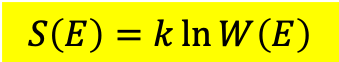 S(E) = k ln W(E)